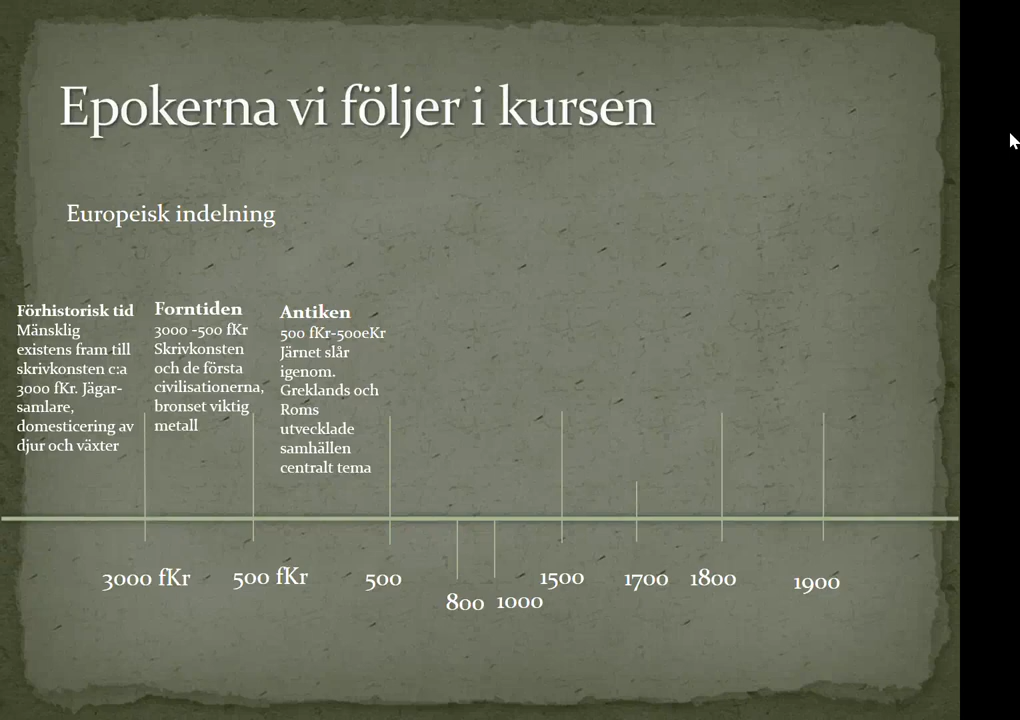 Epokerna vi följer i kursen
Europeisk indelning
Förhistorisk tid
Mänsklig
existens fram till
skrivkonsten c:a
3000 fKr. Jägar-
samlare,
domesticering av
djur och växter
Forntiden
3000 -500 fKr
Skrivkonsten
och de första
civilisationerna,
bronset viktig
metall
Antiken
500 fKr-500eKr
Järnet slår
igenom.
Greklands och
Roms
utvecklade
samhällen
centralt tema
3000 fKr
500 fKr
500
800
1000
1500
1700
1800
1900